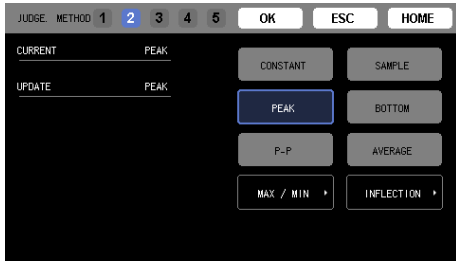 JUDGE. METHOD 1 2 3 4 5 OK ESC HOME
CURRENT PEAK
UPDATE PEAK
CONSTANT SAMPLE
PEAK BOTTOM
P-P AVERAGE
MAX / MIN INFLECTION